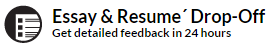 Essay & Resume´ Drop-Off
Get detailed feedback in 24 hours